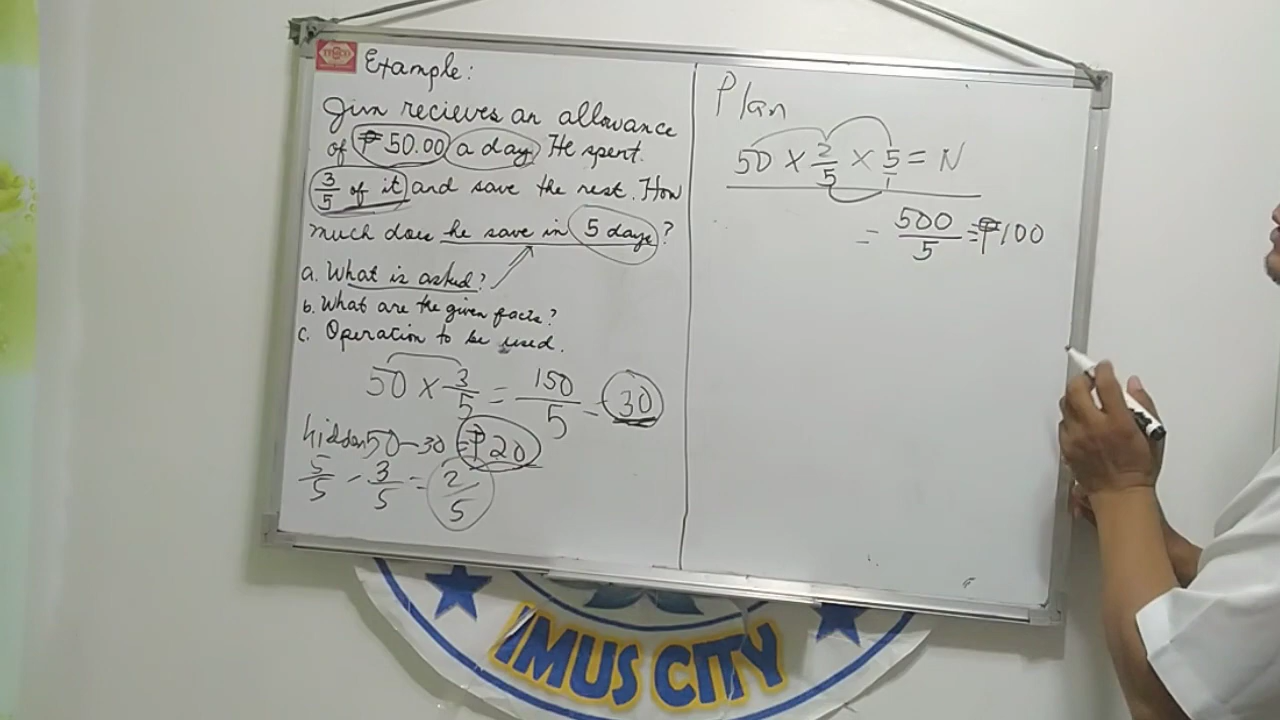 Example:
Jim recieves an allowance
of ₱50.00 a day. He spent
3/5 of it and save the rest. How
much does he save in 5 days?
a. What is asked?
b. What are the given facts?
c. Operation to be used.
50 × 3/5 = 150/5 = 30
hidden 50 - 30 = ₱20
5/5 - 3/5 = 2/5
Plan
50 × 2/5 × 5/1 = N
= 500/5 = ₱100
IMUS CITY